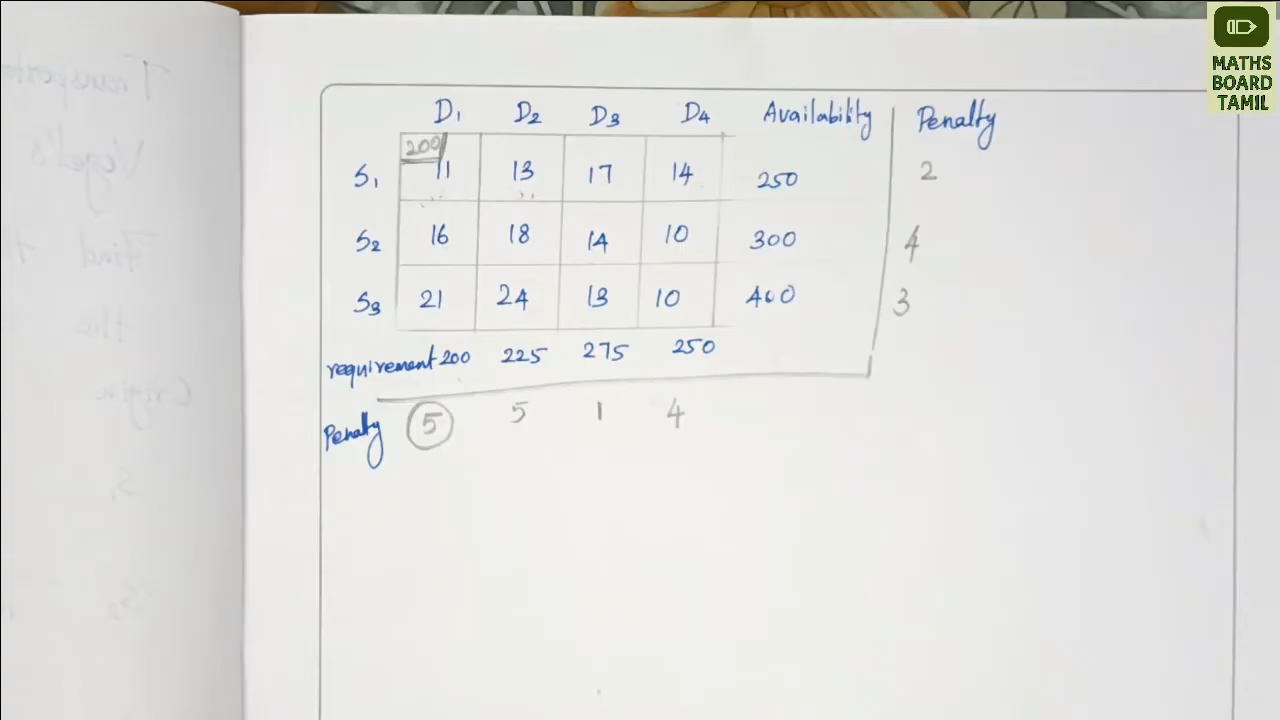 MATHS
BOARD
TAMIL
D1 D2 D3 D4 Availability Penalty
200
S1 11 13 17 14 250 2
S2 16 18 14 10 300 4
S3 21 24 13 10 400 3
requirement 200 225 275 250
Penalty 5 5 1 4